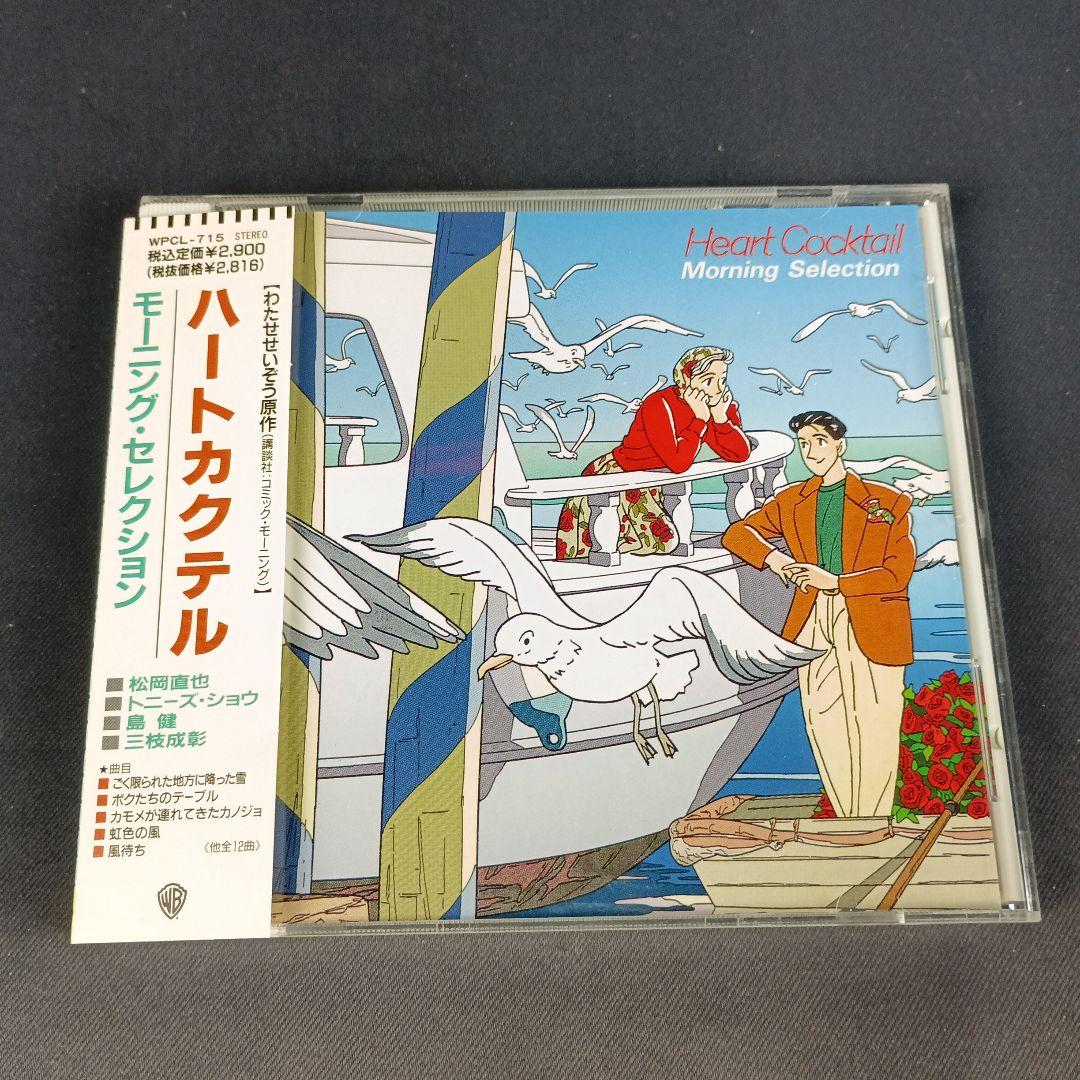 WPCL-715 STEREO
税込定価¥2,900
(税抜価格¥2,816)
【わたせせいぞう原作(講談社:コミック・モーニング)】
ハートカクテル
モーニング・セレクション
■松岡直也
■トニーズ・ショウ
■島 健
■三枝成彰
★曲目
■ごく限られた地方に降った雪
■ボクたちのテーブル
■カモメが連れてきたカノジョ
■虹色の風
■風待ち 《他全12曲》
WB
Heart Cocktail
Morning Selection